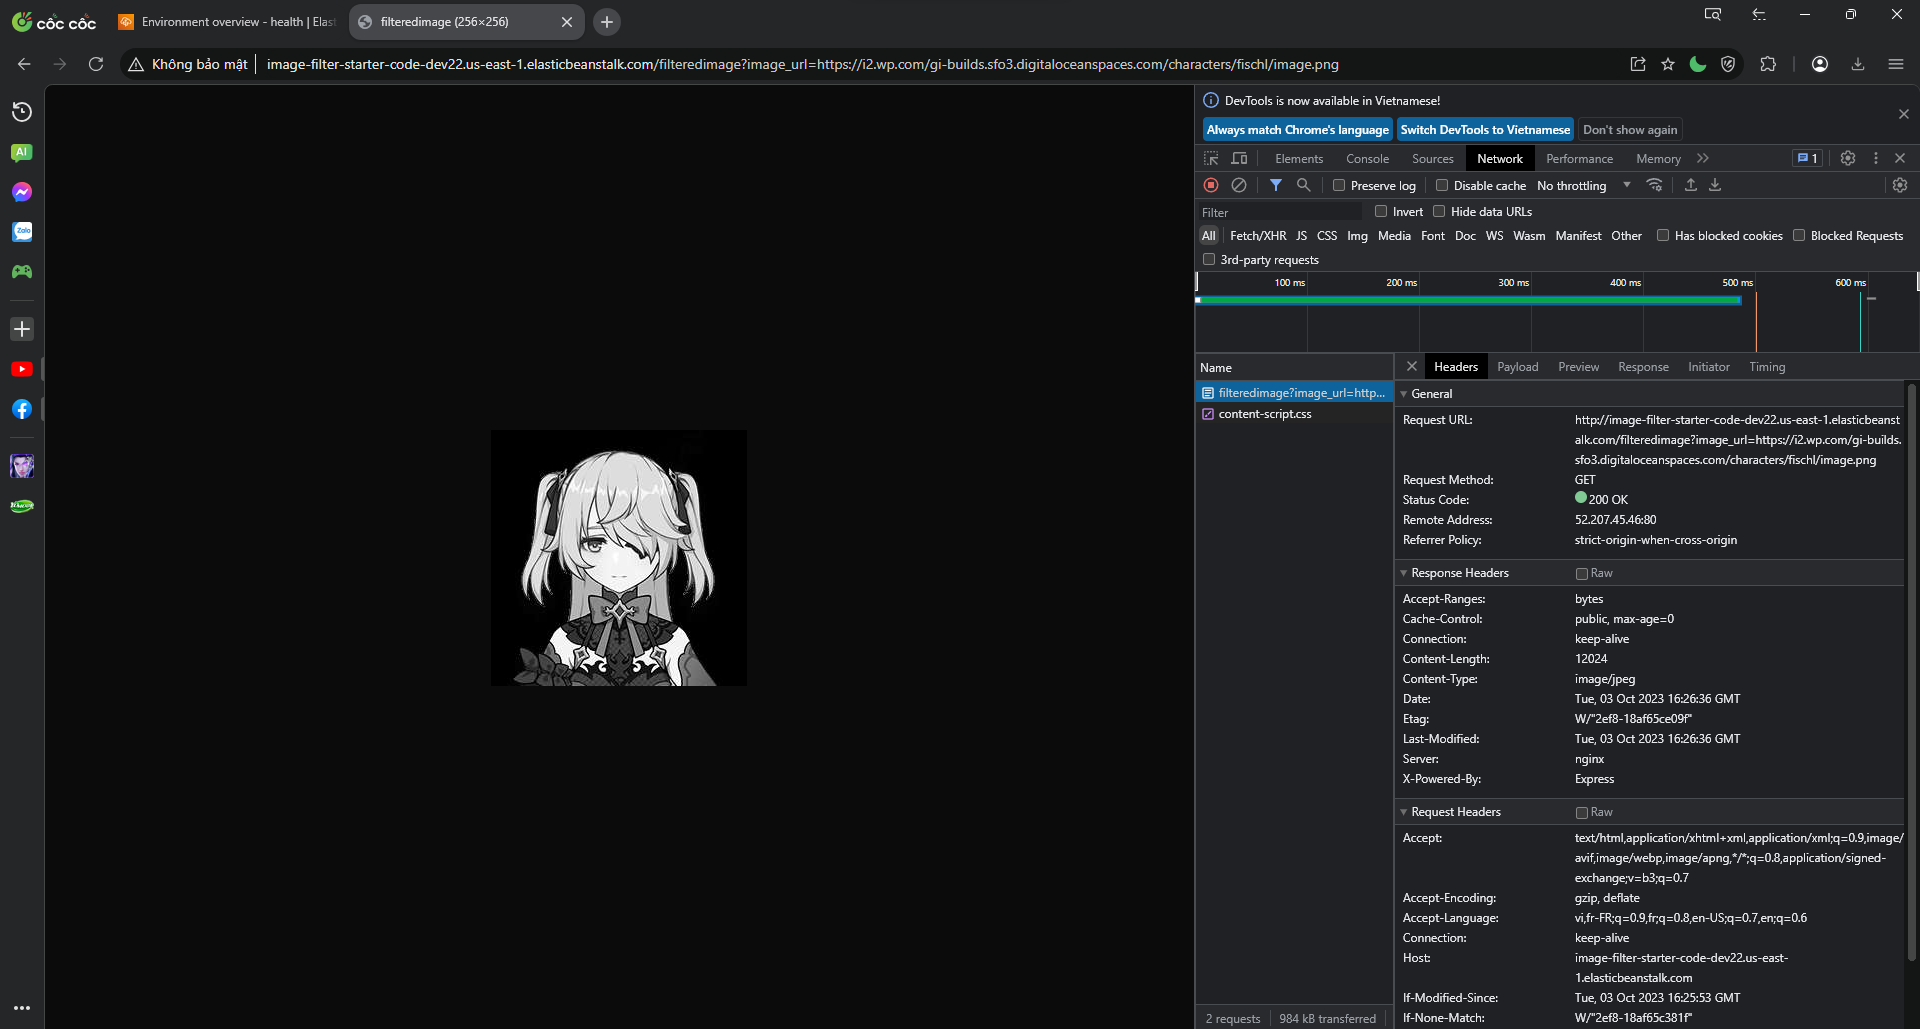 cốc cốc
Environment overview - health | Elast
filteredimage (256×256)
Không bảo mật
image-filter-starter-code-dev22.us-east-1.elasticbeanstalk.com/filteredimage?image_url=https://i2.wp.com/gi-builds.sfo3.digitaloceanspaces.com/characters/fischl/image.png
AI
Zalo
DevTools is now available in Vietnamese!
Always match Chrome's language
Switch DevTools to Vietnamese
Don't show again
Elements
Console
Sources
Network
Performance
Memory
1
Preserve log
Disable cache
No throttling
Filter
Invert
Hide data URLs
All
Fetch/XHR
JS
CSS
Img
Media
Font
Doc
WS
Wasm
Manifest
Other
Has blocked cookies
Blocked Requests
3rd-party requests
100 ms
200 ms
300 ms
400 ms
500 ms
600 ms
Name
filteredimage?image_url=http...
content-script.css
Headers
Payload
Preview
Response
Initiator
Timing
General
Request URL:
http://image-filter-starter-code-dev22.us-east-1.elasticbeanst
alk.com/filteredimage?image_url=https://i2.wp.com/gi-builds.
sfo3.digitaloceanspaces.com/characters/fischl/image.png
Request Method:
GET
Status Code:
200 OK
Remote Address:
52.207.45.46:80
Referrer Policy:
strict-origin-when-cross-origin
Response Headers
Raw
Accept-Ranges:
bytes
Cache-Control:
public, max-age=0
Connection:
keep-alive
Content-Length:
12024
Content-Type:
image/jpeg
Date:
Tue, 03 Oct 2023 16:26:36 GMT
Etag:
W/"2ef8-18af65ce09f"
Last-Modified:
Tue, 03 Oct 2023 16:26:36 GMT
Server:
nginx
X-Powered-By:
Express
Request Headers
Raw
Accept:
text/html,application/xhtml+xml,application/xml;q=0.9,image/
avif,image/webp,image/apng,*/*;q=0.8,application/signed-
exchange;v=b3;q=0.7
Accept-Encoding:
gzip, deflate
Accept-Language:
vi,fr-FR;q=0.9,fr;q=0.8,en-US;q=0.7,en;q=0.6
Connection:
keep-alive
Host:
image-filter-starter-code-dev22.us-east-
1.elasticbeanstalk.com
If-Modified-Since:
Tue, 03 Oct 2023 16:25:53 GMT
If-None-Match:
W/"2ef8-18af65c381f"
2 requests
984 kB transferred